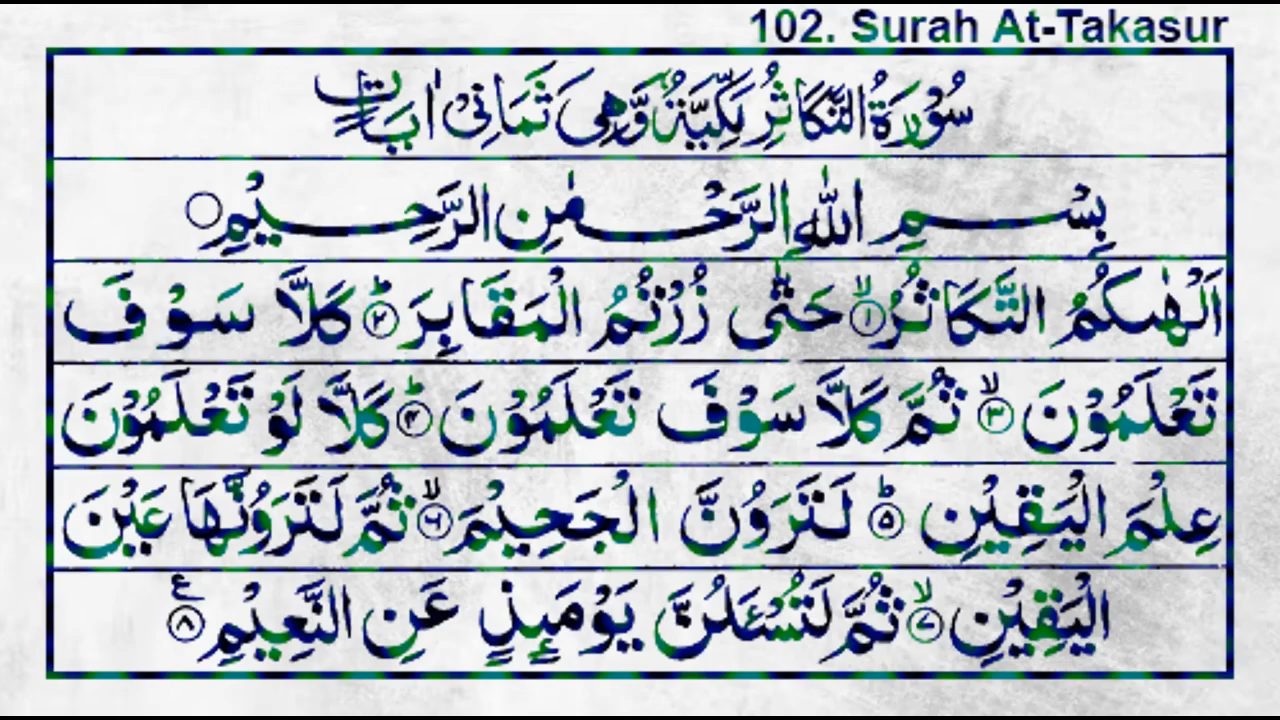 102. Surah At-Takasur
سُوْرَةُ التَّكَاثُرِ مَكِّيَّةٌ وَّهِىَ ثَمَانِىْ اٰيَاتٍ
بِسْمِ اللّٰهِ الرَّحْمٰنِ الرَّحِيْمِ
اَلْهٰىكُمُ التَّكَاثُرُ ۙ﴿۱﴾ حَتّٰى زُرْتُمُ الْمَقَابِرَ ؕ﴿۲﴾ كَلَّا سَوْفَ
تَعْلَمُوْنَ ۙ﴿۳﴾ ثُمَّ كَلَّا سَوْفَ تَعْلَمُوْنَ ؕ﴿۴﴾ كَلَّا لَوْ تَعْلَمُوْنَ
عِلْمَ الْيَقِيْنِ ؕ﴿۵﴾ لَتَرَوُنَّ الْجَحِيْمَ ۙ﴿۶﴾ ثُمَّ لَتَرَوُنَّهَا عَيْنَ
الْيَقِيْنِ ۙ﴿۷﴾ ثُمَّ لَتُسْـَٔلُنَّ يَوْمَىِٕذٍ عَنِ النَّعِيْمِ ﴿۸﴾ ع